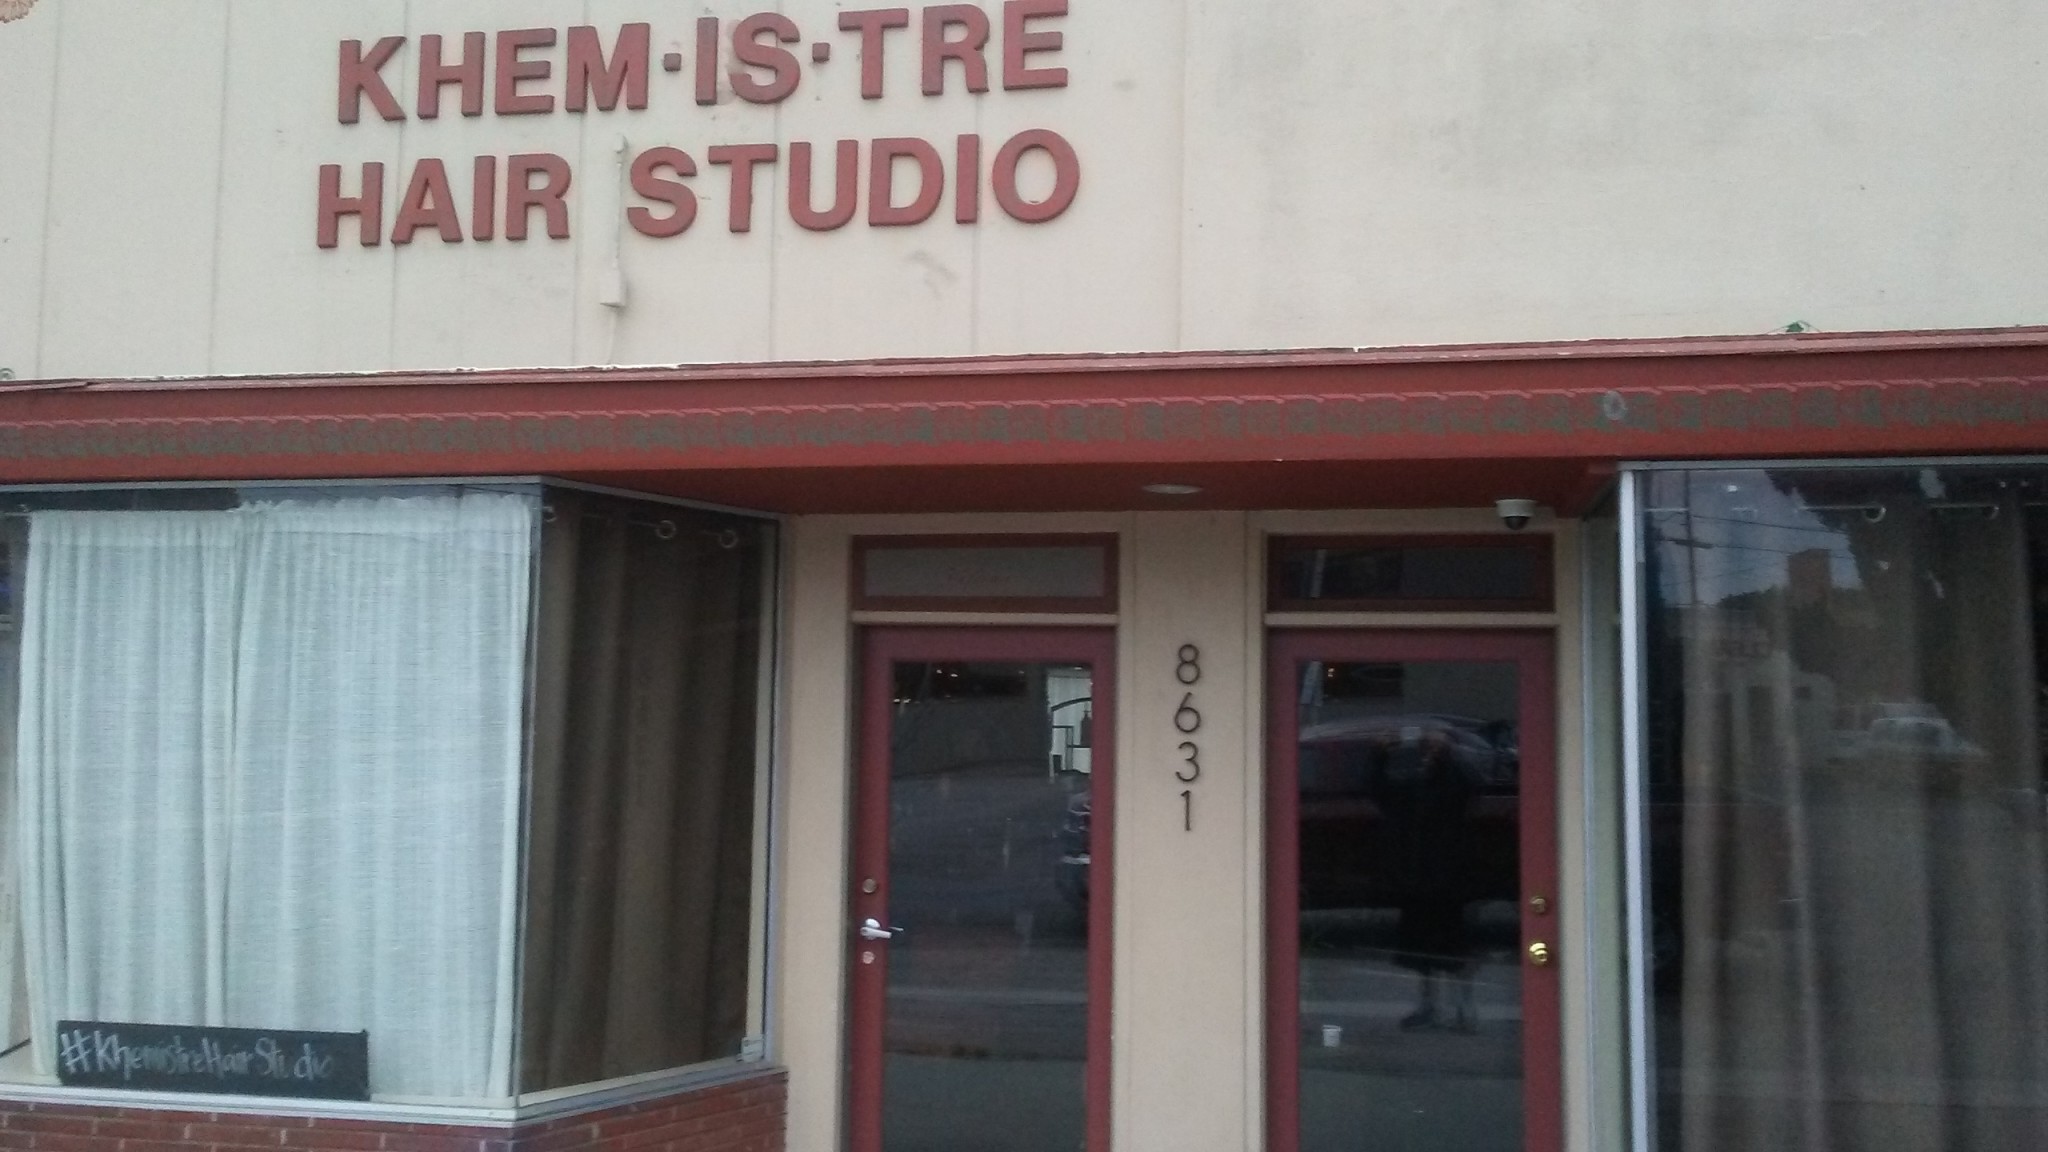 KHEM·IS·TRE
HAIR STUDIO
8631
#KhemistreHairStudio